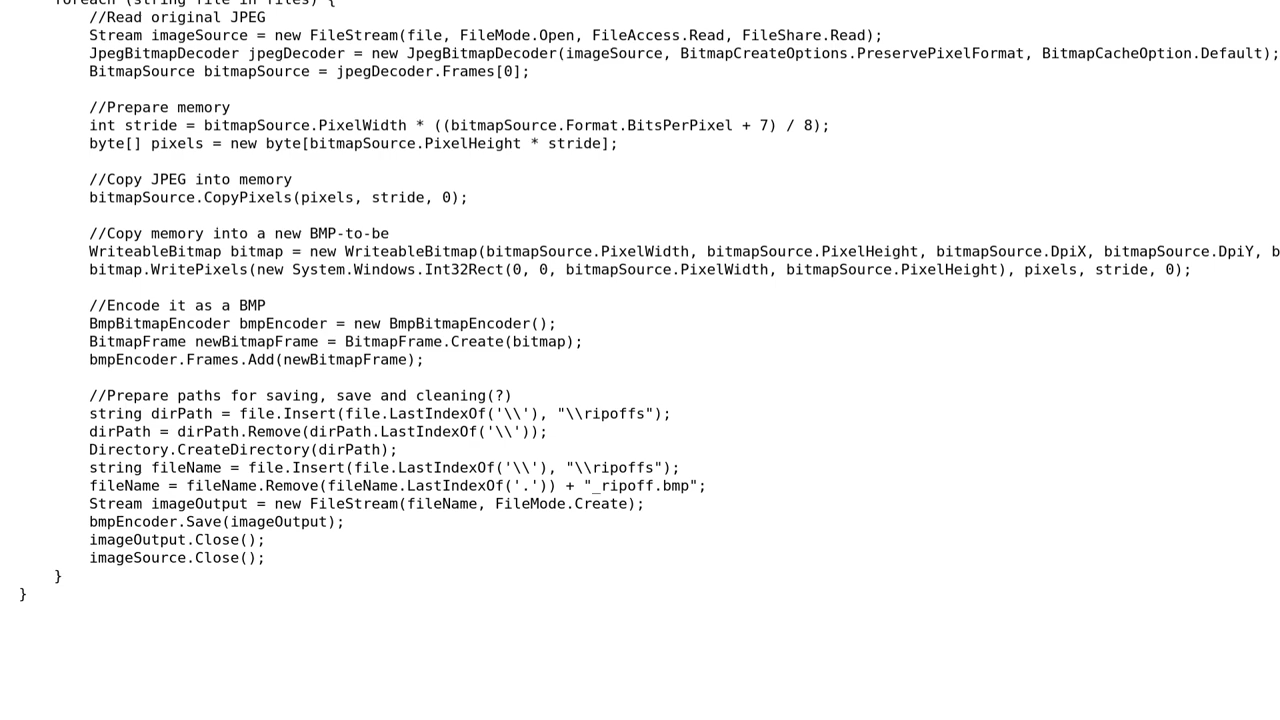 foreach (string file in files) {
//Read original JPEG
Stream imageSource = new FileStream(file, FileMode.Open, FileAccess.Read, FileShare.Read);
JpegBitmapDecoder jpegDecoder = new JpegBitmapDecoder(imageSource, BitmapCreateOptions.PreservePixelFormat, BitmapCacheOption.Default);
BitmapSource bitmapSource = jpegDecoder.Frames[0];
//Prepare memory
int stride = bitmapSource.PixelWidth * ((bitmapSource.Format.BitsPerPixel + 7) / 8);
byte[] pixels = new byte[bitmapSource.PixelHeight * stride];
//Copy JPEG into memory
bitmapSource.CopyPixels(pixels, stride, 0);
//Copy memory into a new BMP-to-be
WriteableBitmap bitmap = new WriteableBitmap(bitmapSource.PixelWidth, bitmapSource.PixelHeight, bitmapSource.DpiX, bitmapSource.DpiY, b
bitmap.WritePixels(new System.Windows.Int32Rect(0, 0, bitmapSource.PixelWidth, bitmapSource.PixelHeight), pixels, stride, 0);
//Encode it as a BMP
BmpBitmapEncoder bmpEncoder = new BmpBitmapEncoder();
BitmapFrame newBitmapFrame = BitmapFrame.Create(bitmap);
bmpEncoder.Frames.Add(newBitmapFrame);
//Prepare paths for saving, save and cleaning(?)
string dirPath = file.Insert(file.LastIndexOf('\\'), "\\ripoffs");
dirPath = dirPath.Remove(dirPath.LastIndexOf('\\'));
Directory.CreateDirectory(dirPath);
string fileName = file.Insert(file.LastIndexOf('\\'), "\\ripoffs");
fileName = fileName.Remove(fileName.LastIndexOf('.')) + "_ripoff.bmp";
Stream imageOutput = new FileStream(fileName, FileMode.Create);
bmpEncoder.Save(imageOutput);
imageOutput.Close();
imageSource.Close();
}
}